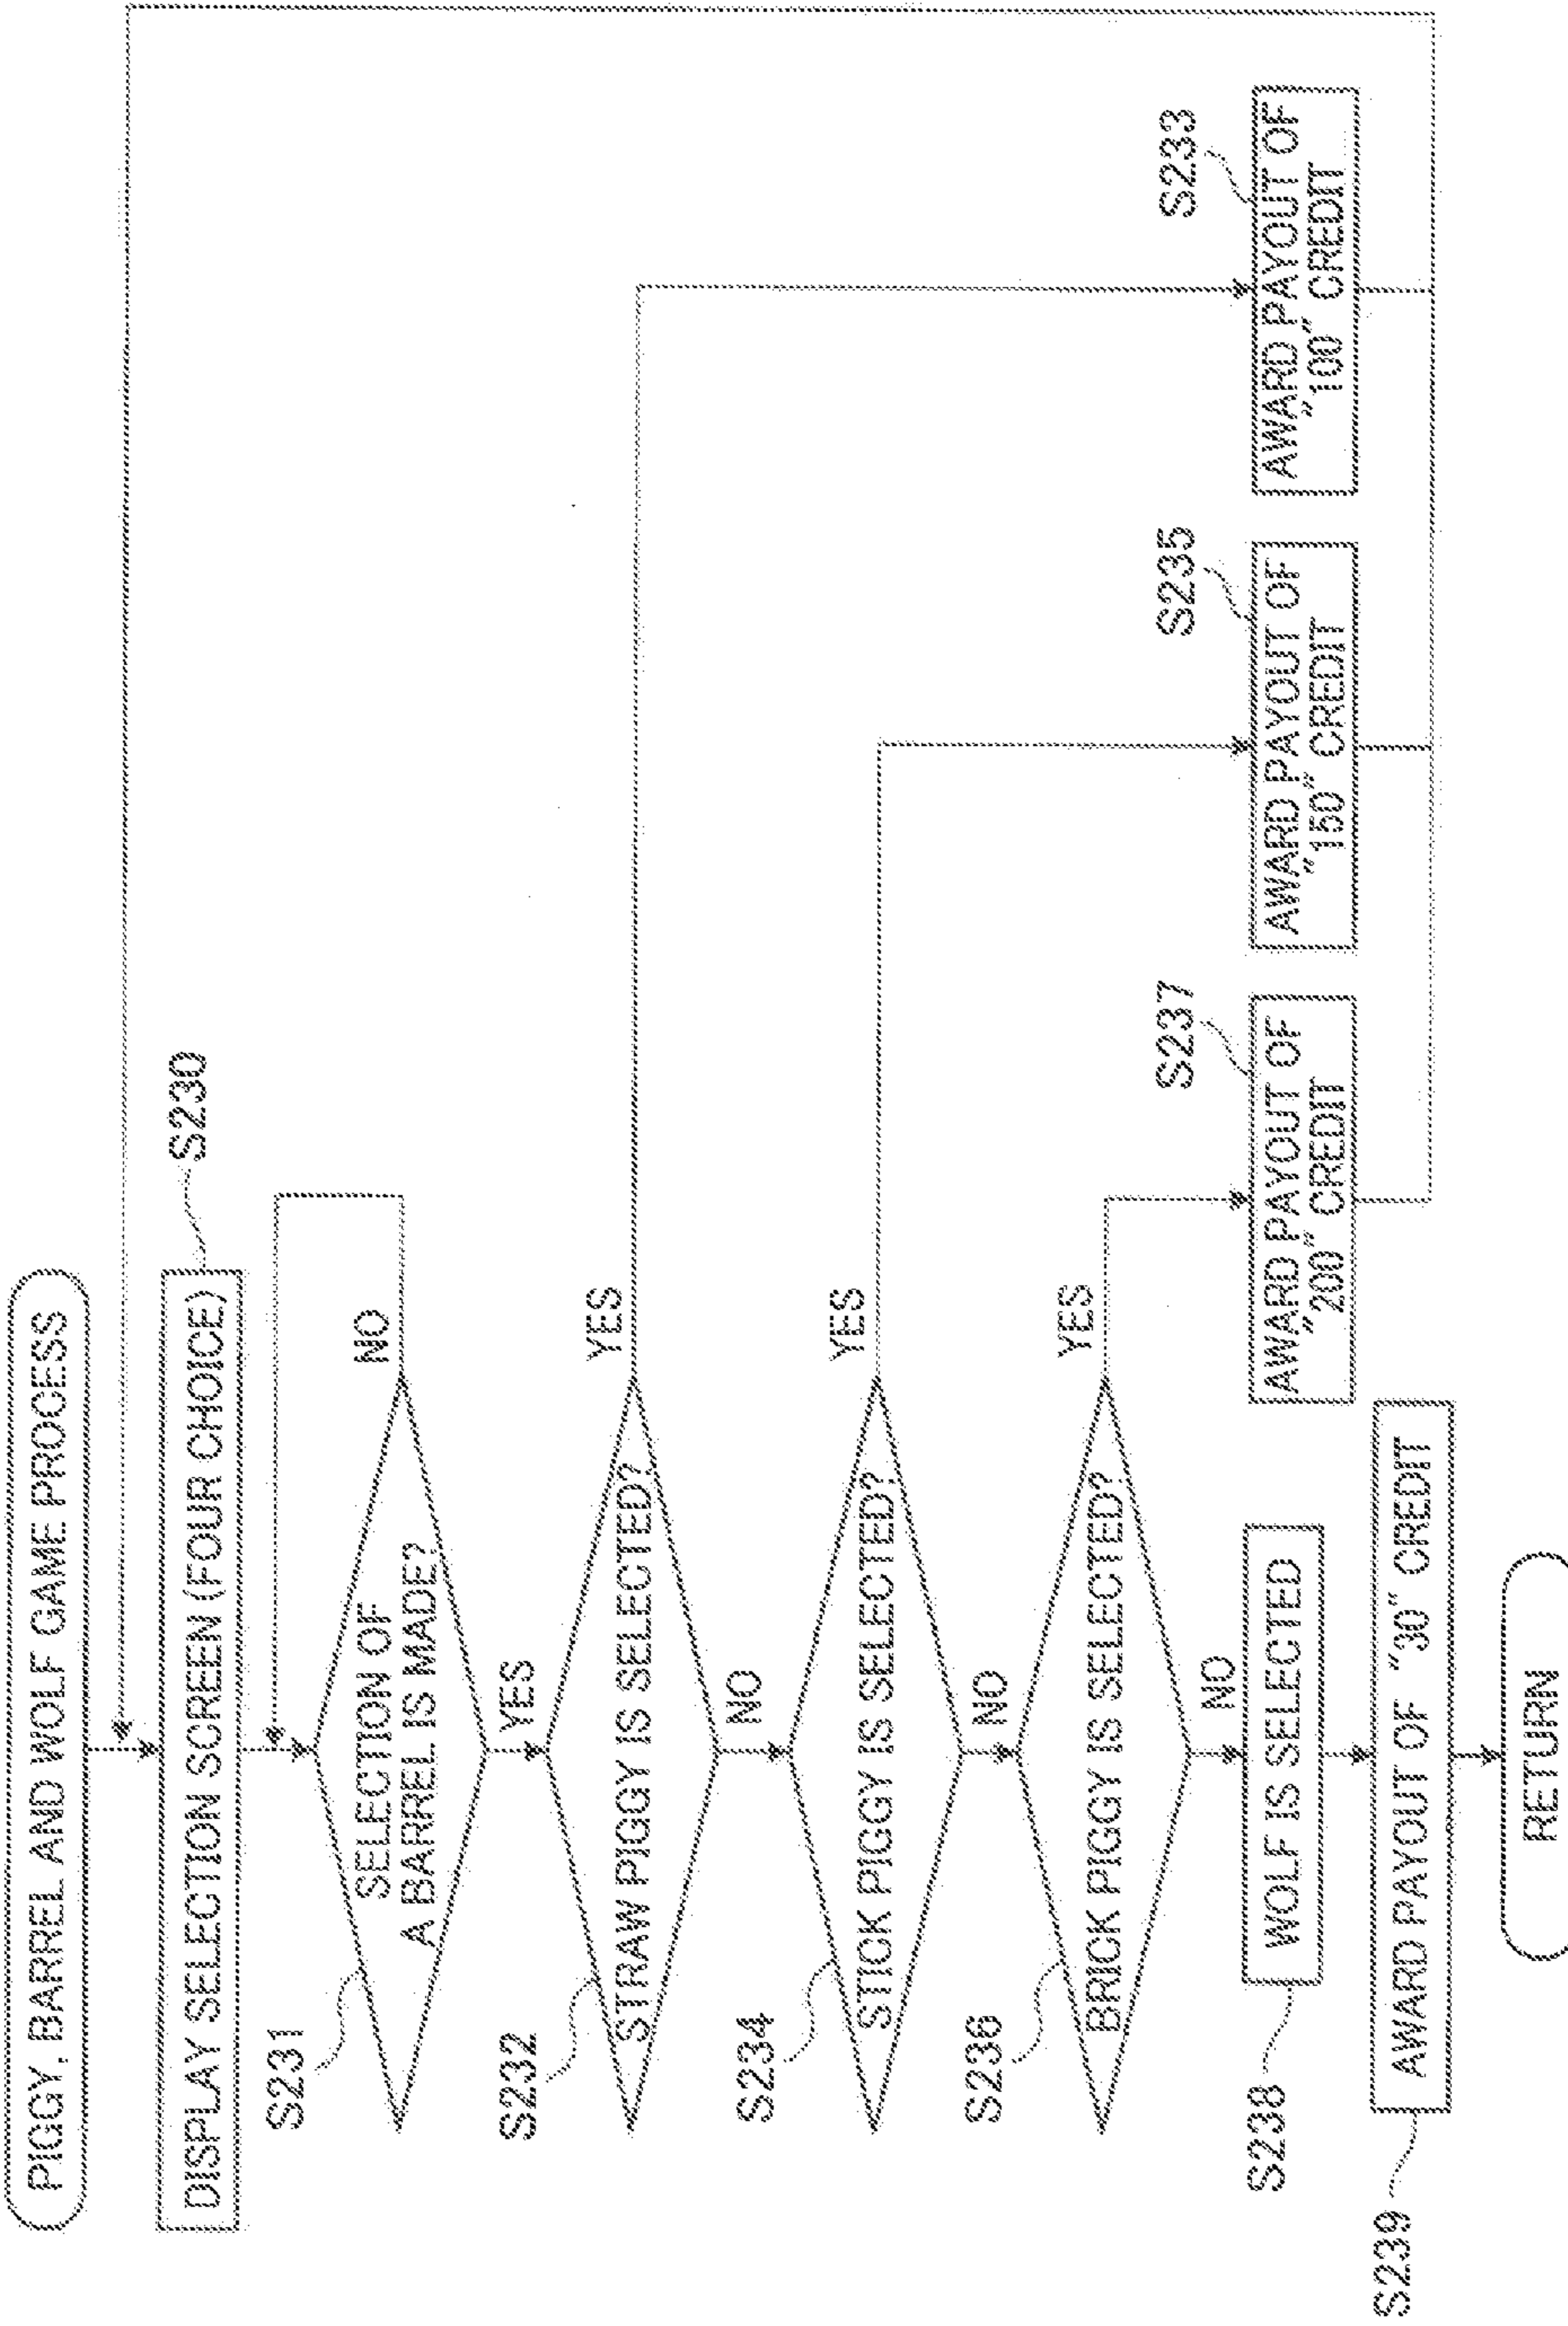 PIGGY, BARREL AND WOLF GAME PROCESS
S230
DISPLAY SELECTION SCREEN (FOUR CHOICE)
S231
SELECTION OF
A BARREL IS MADE?
NO
YES
S232
STRAW PIGGY IS SELECTED?
YES
NO
S233
AWARD PAYOUT OF
"100" CREDIT
S234
STICK PIGGY IS SELECTED?
YES
NO
S235
AWARD PAYOUT OF
"150" CREDIT
S236
BRICK PIGGY IS SELECTED?
YES
NO
S237
AWARD PAYOUT OF
"200" CREDIT
S238
WOLF IS SELECTED
S239
AWARD PAYOUT OF "30" CREDIT
RETURN